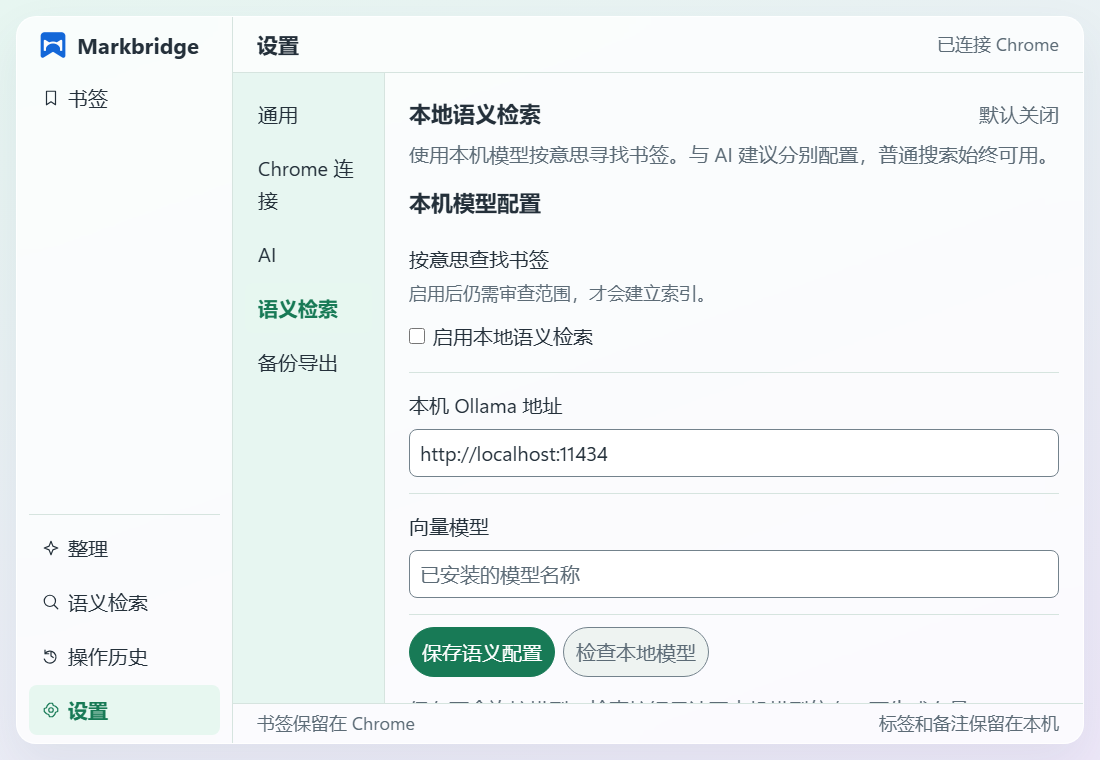 Markbridge
书签
整理
语义检索
操作历史
设置
设置
已连接 Chrome
通用
Chrome 连
接
AI
语义检索
备份导出
本地语义检索
默认关闭
使用本机模型按意思寻找书签。与 AI 建议分别配置，普通搜索始终可用。
本机模型配置
按意思查找书签
启用后仍需审查范围，才会建立索引。
启用本地语义检索
本机 Ollama 地址
http://localhost:11434
向量模型
已安装的模型名称
保存语义配置
检查本地模型
书签保留在 Chrome
标签和备注保留在本机